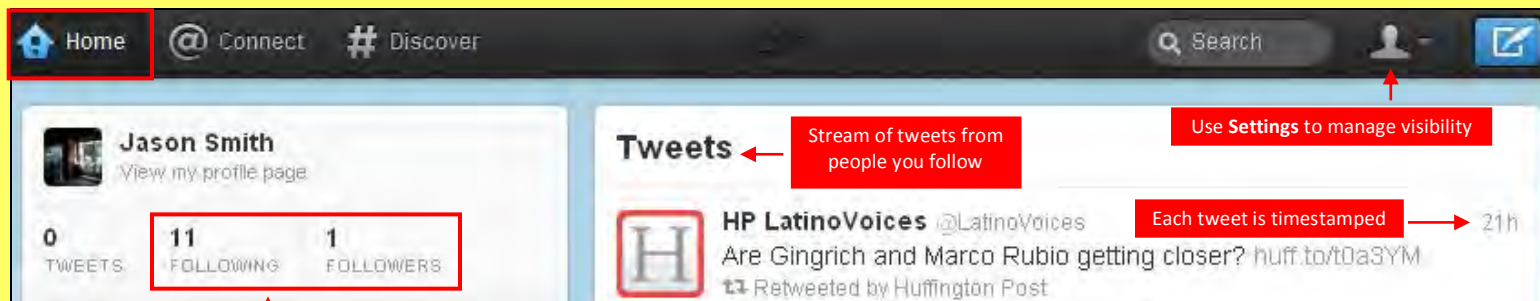 Home @ Connect # Discover Search
Use Settings to manage visibility
Jason Smith
View my profile page
0 11 1
TWEETS FOLLOWING FOLLOWERS
Tweets
Stream of tweets from
people you follow
HP LatinoVoices @LatinoVoices Each tweet is timestamped 21h
H
Are Gingrich and Marco Rubio getting closer? huff.to/t0a3YM
Retweeted by Huffington Post